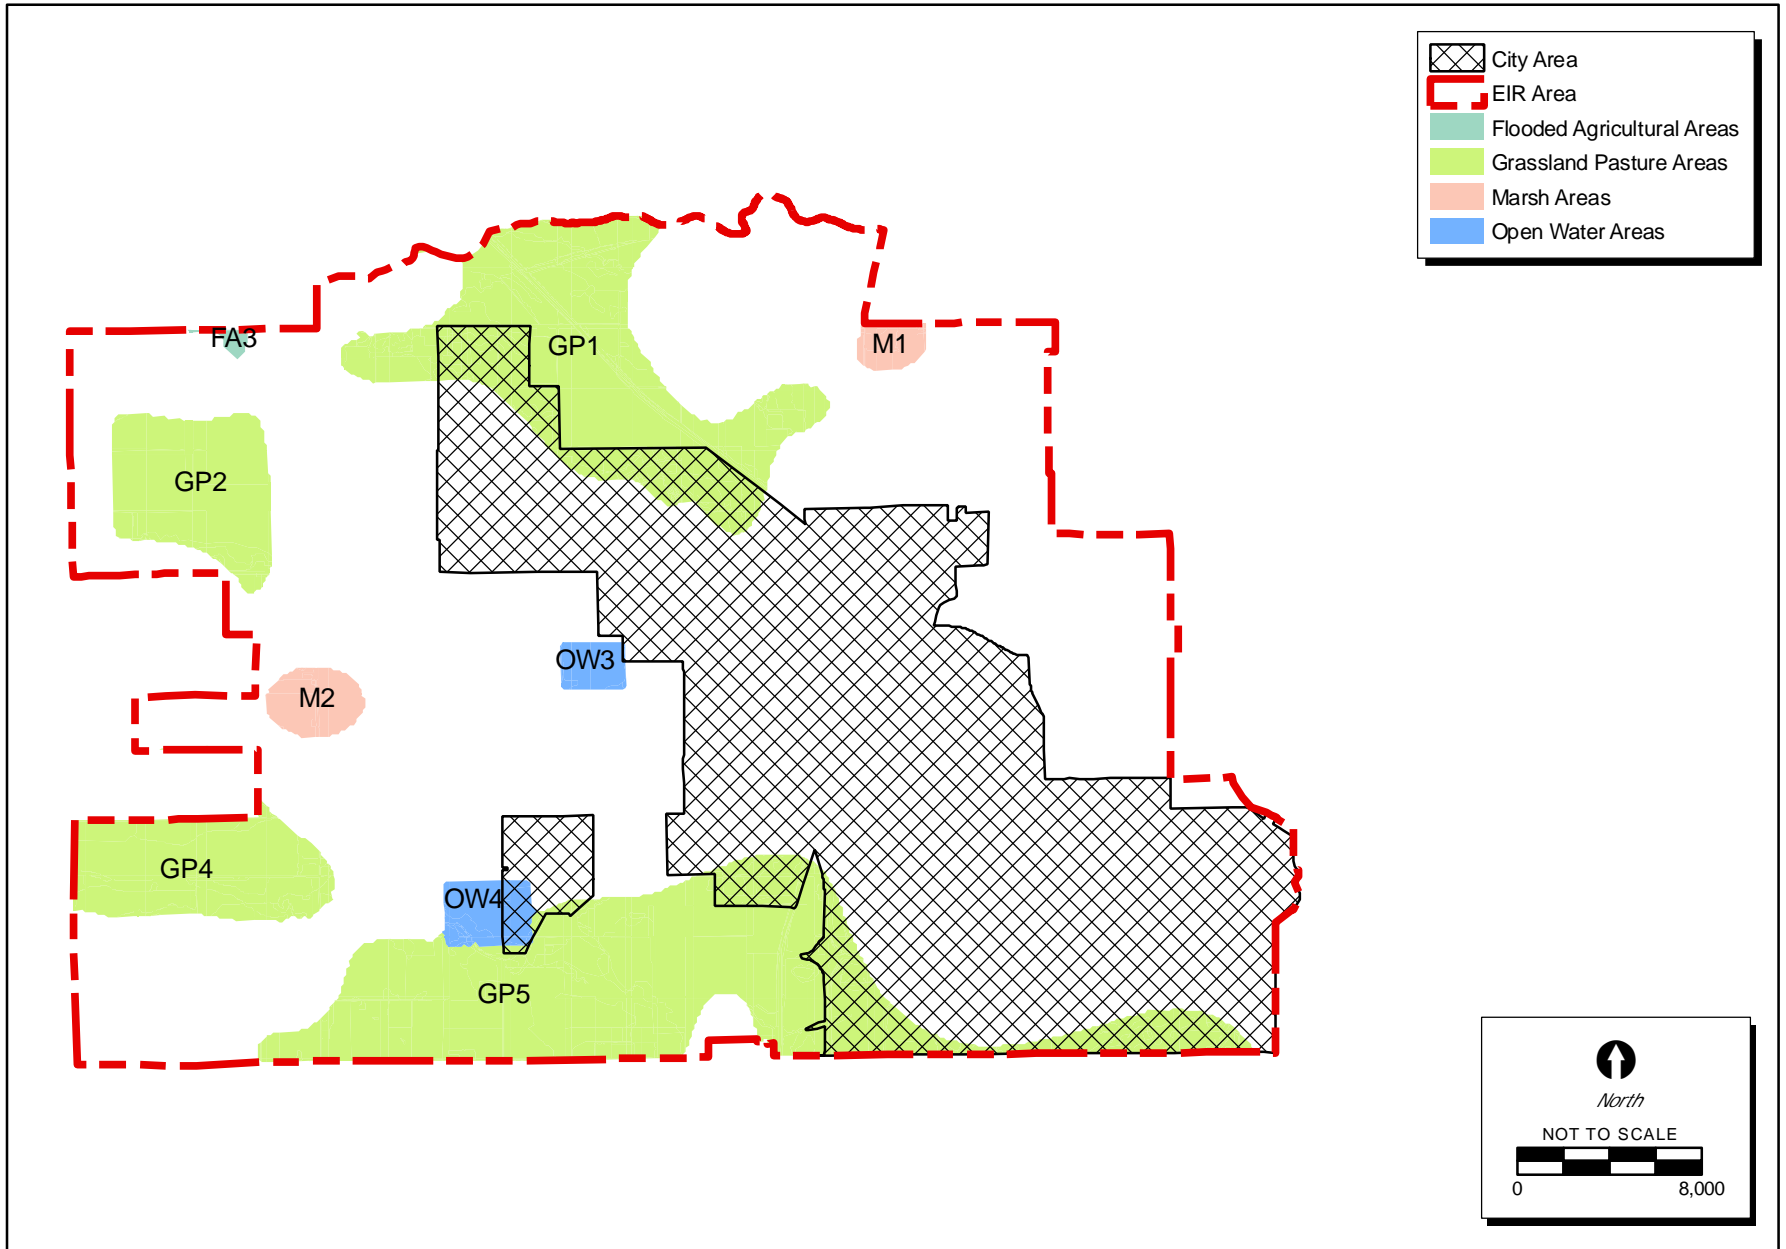 City Area
EIR Area
Flooded Agricultural Areas
Grassland Pasture Areas
Marsh Areas
Open Water Areas
FA3
GP1
M1
GP2
OW3
M2
GP4
OW4
GP5
North
NOT TO SCALE
0 8,000